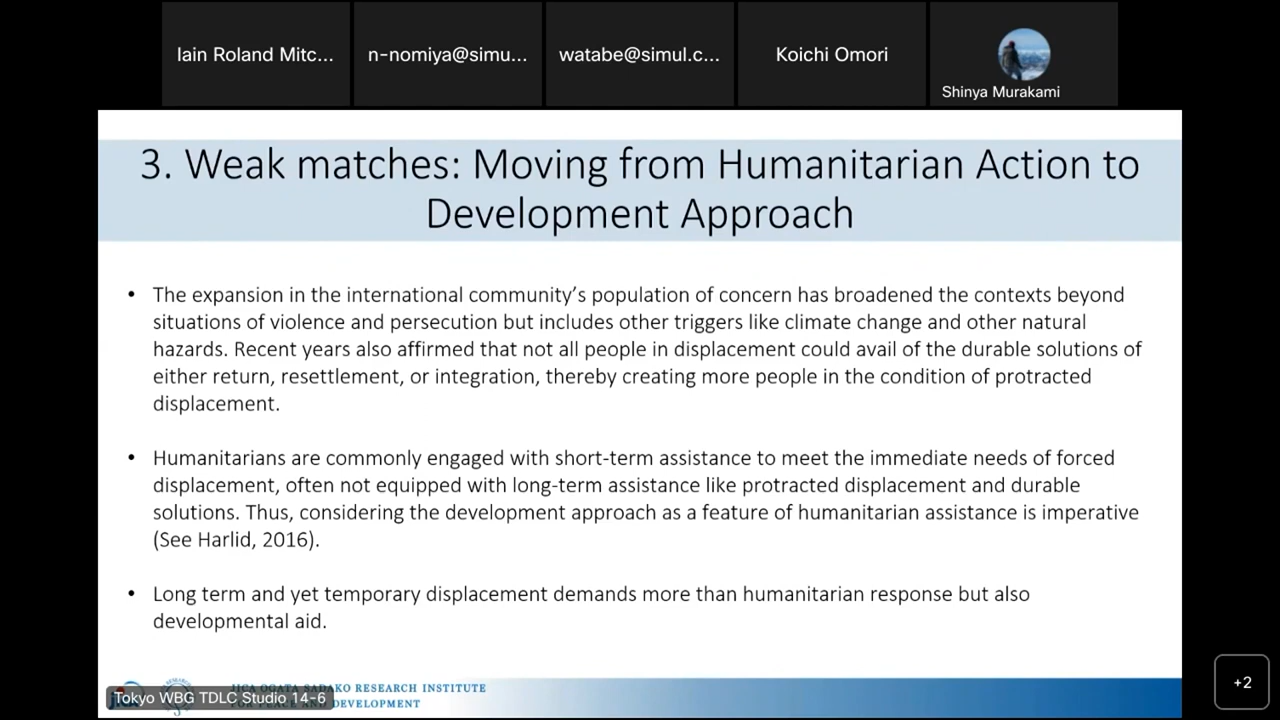 Iain Roland Mitc...
n-nomiya@simu...
watabe@simul.c...
Koichi Omori
Shinya Murakami
3. Weak matches: Moving from Humanitarian Action to
Development Approach
• The expansion in the international community's population of concern has broadened the contexts beyond
situations of violence and persecution but includes other triggers like climate change and other natural
hazards. Recent years also affirmed that not all people in displacement could avail of the durable solutions of
either return, resettlement, or integration, thereby creating more people in the condition of protracted
displacement.
• Humanitarians are commonly engaged with short-term assistance to meet the immediate needs of forced
displacement, often not equipped with long-term assistance like protracted displacement and durable
solutions. Thus, considering the development approach as a feature of humanitarian assistance is imperative
(See Harlid, 2016).
• Long term and yet temporary displacement demands more than humanitarian response but also
developmental aid.
JICA OGATA SADAKO RESEARCH INSTITUTE
FOR PEACE AND DEVELOPMENT
Tokyo WBG TDLC Studio 14-6
+2